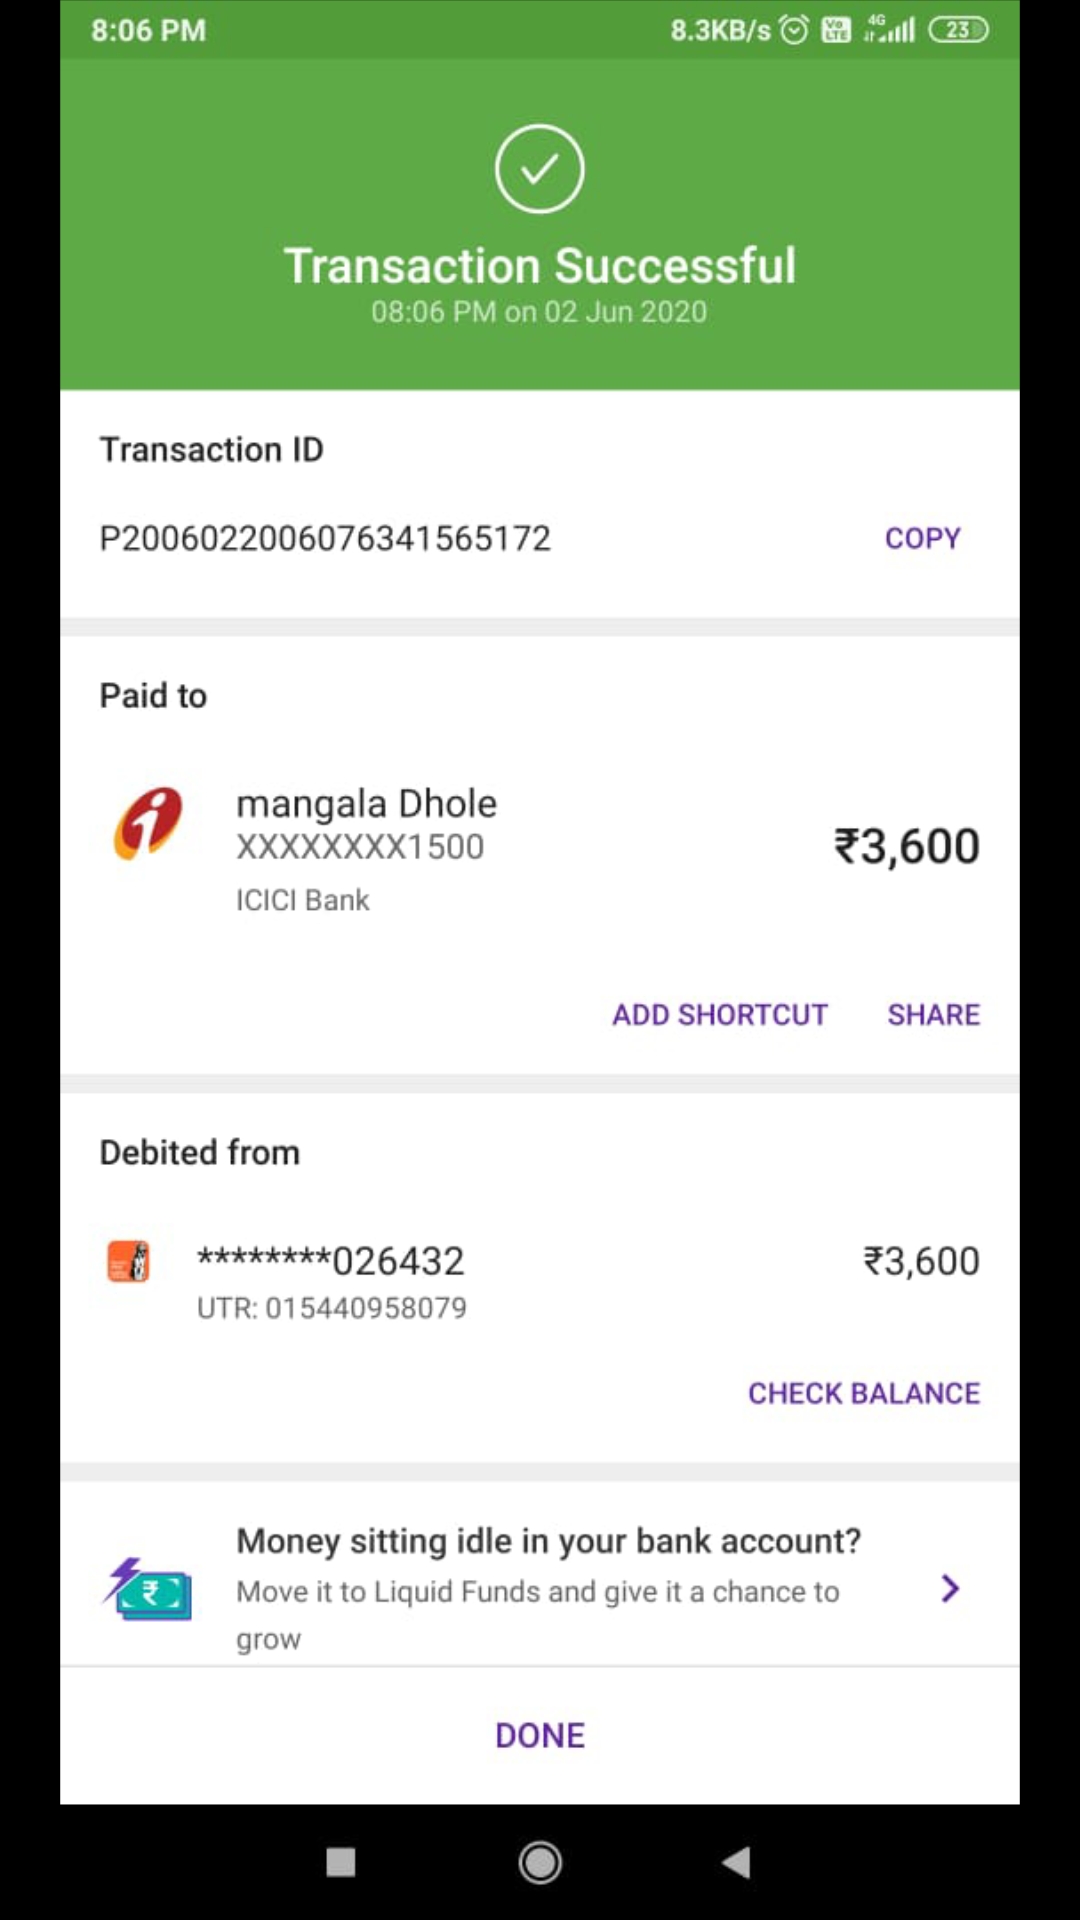 8:06 PM 8.3KB/s Vo LTE 4G 23
Transaction Successful
08:06 PM on 02 Jun 2020
Transaction ID
P2006022006076341565172 COPY
Paid to
mangala Dhole
XXXXXXXX1500 ₹3,600
ICICI Bank
ADD SHORTCUT SHARE
Debited from
********026432 ₹3,600
UTR: 015440958079
CHECK BALANCE
Money sitting idle in your bank account?
Move it to Liquid Funds and give it a chance to
grow
DONE